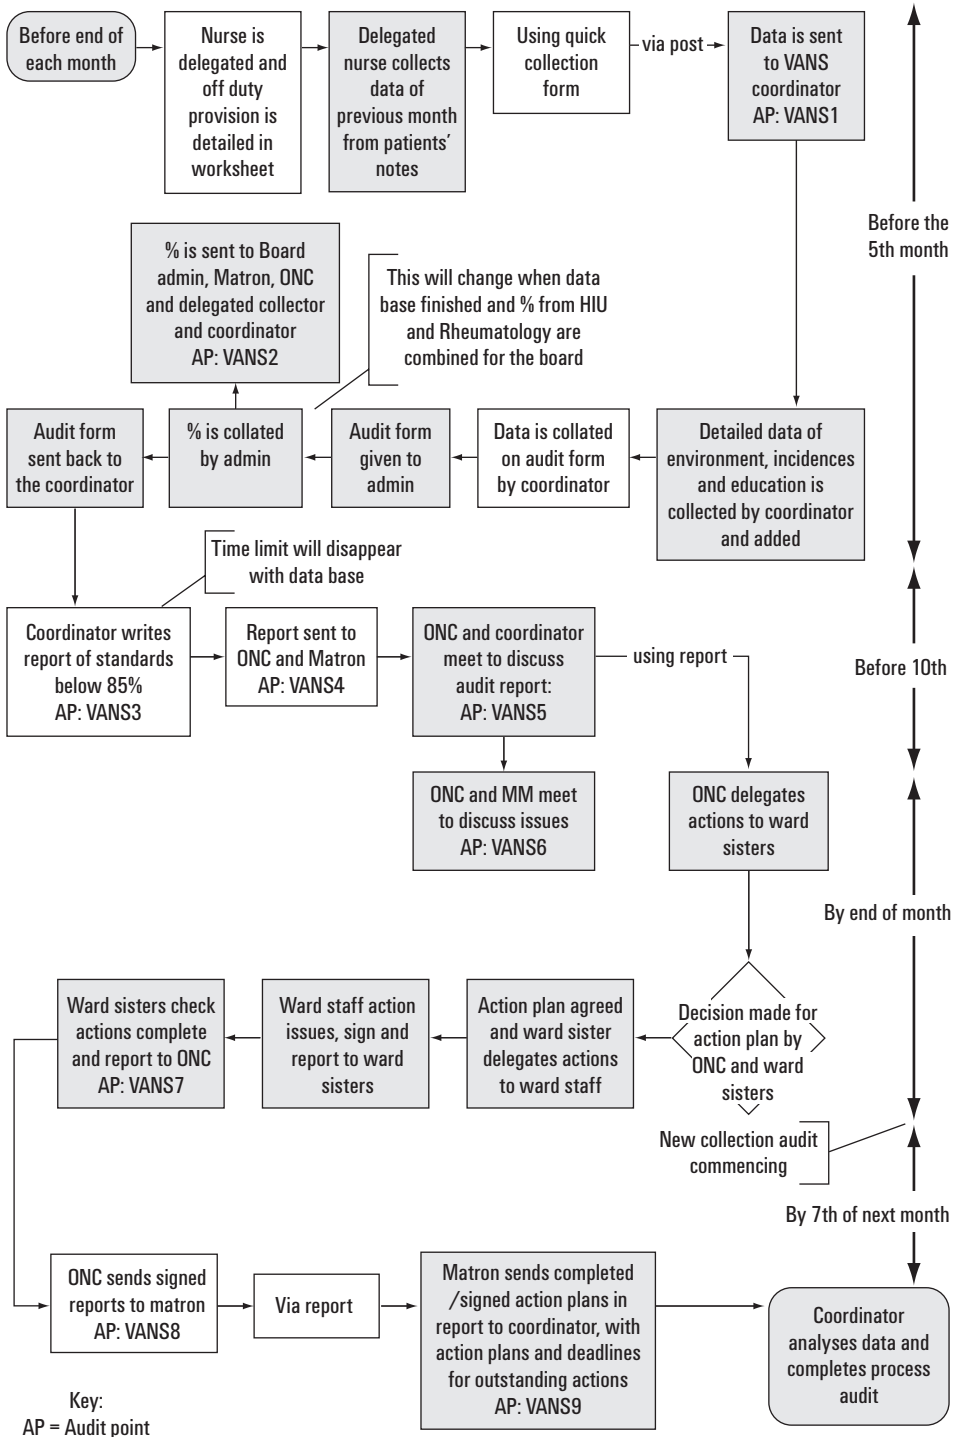 Before end of
each month
Nurse is
delegated and
off duty
provision is
detailed in
worksheet
Delegated
nurse collects
data of
previous month
from patients'
notes
Using quick
collection
form
via post
Data is sent
to VANS
coordinator
AP: VANS1
Before the
5th month
% is sent to Board
admin, Matron, ONC
and delegated collector
and coordinator
AP: VANS2
This will change when data
base finished and % from HIU
and Rheumatology are
combined for the board
Audit form
sent back to
the coordinator
% is collated
by admin
Audit form
given to
admin
Data is collated
on audit form
by coordinator
Detailed data of
environment, incidences
and education is
collected by coordinator
and added
Time limit will disappear
with data base
Coordinator writes
report of standards
below 85%
AP: VANS3
Report sent to
ONC and Matron
AP: VANS4
ONC and coordinator
meet to discuss
audit report:
AP: VANS5
using report
Before 10th
ONC and MM meet
to discuss issues
AP: VANS6
ONC delegates
actions to ward
sisters
By end of month
Ward sisters check
actions complete
and report to ONC
AP: VANS7
Ward staff action
issues, sign and
report to ward
sisters
Action plan agreed
and ward sister
delegates actions
to ward staff
Decision made for
action plan by
ONC and ward
sisters
New collection audit
commencing
By 7th of next month
ONC sends signed
reports to matron
AP: VANS8
Via report
Matron sends completed
/signed action plans in
report to coordinator, with
action plans and deadlines
for outstanding actions
AP: VANS9
Coordinator
analyses data and
completes process
audit
Key:
AP = Audit point